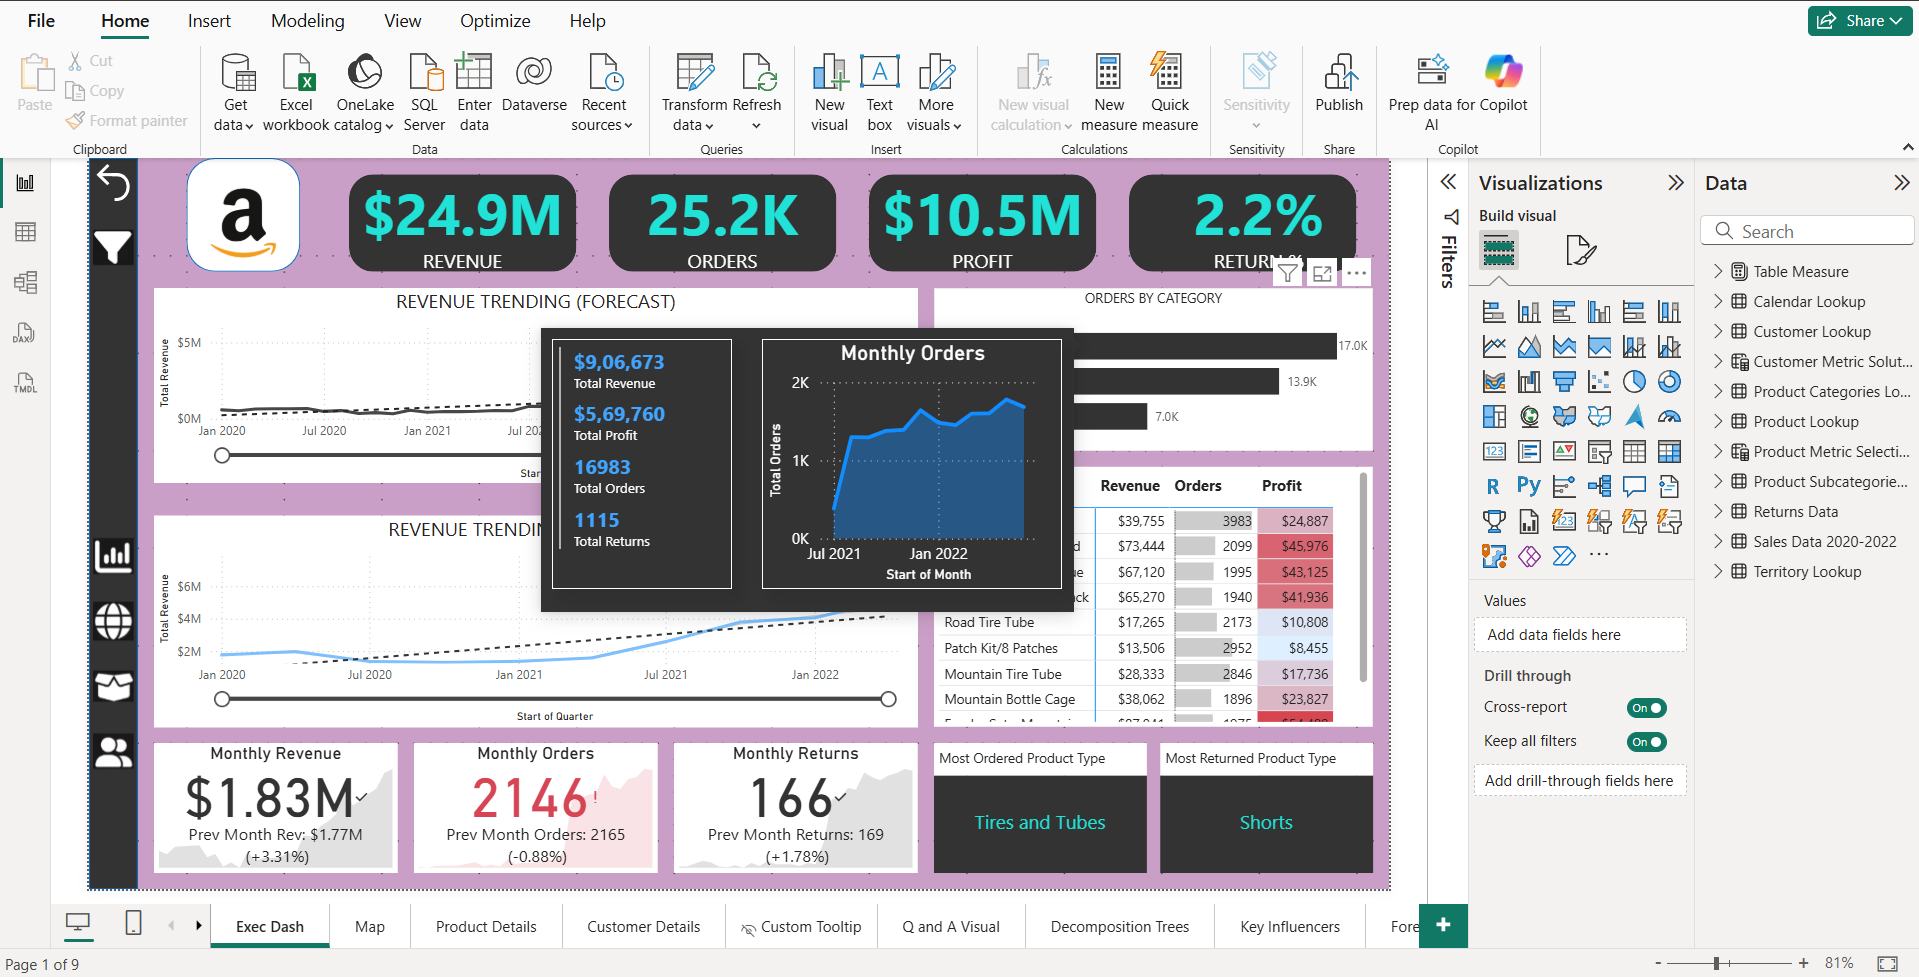 File Home Insert Modeling View Optimize Help
Share
Paste
Cut
Copy
Format painter
Clipboard
Get data
Excel workbook
OneLake catalog
SQL Server
Enter data
Dataverse
Recent sources
Data
Transform data
Refresh
Queries
New visual
Text box
More visuals
Insert
New visual calculation
New measure
Quick measure
Calculations
Sensitivity
Sensitivity
Publish
Share
Prep data for AI
Copilot
Copilot
DAX
TMDL
a
$24.9M
REVENUE
25.2K
ORDERS
$10.5M
PROFIT
2.2%
RETURN %
REVENUE TRENDING (FORECAST)
Total Revenue
$5M
$0M
Jan 2020 Jul 2020 Jan 2021 Jul 202
Star
$9,06,673
Total Revenue
$5,69,760
Total Profit
16983
Total Orders
1115
Total Returns
Monthly Orders
Total Orders
2K
1K
0K
Jul 2021 Jan 2022
Start of Month
ORDERS BY CATEGORY
17.0K
13.9K
7.0K
Revenue Orders Profit
$39,755 3983 $24,887
d $73,444 2099 $45,976
ue $67,120 1995 $43,125
ck $65,270 1940 $41,936
Road Tire Tube $17,265 2173 $10,808
Patch Kit/8 Patches $13,506 2952 $8,455
Mountain Tire Tube $28,333 2846 $17,736
Mountain Bottle Cage $38,062 1896 $23,827
REVENUE TRENDIN
Total Revenue
$6M
$4M
$2M
Jan 2020 Jul 2020 Jan 2021 Jul 2021 Jan 2022
Start of Quarter
Monthly Revenue
$1.83M
Prev Month Rev: $1.77M
(+3.31%)
Monthly Orders
2146!
Prev Month Orders: 2165
(-0.88%)
Monthly Returns
166
Prev Month Returns: 169
(+1.78%)
Most Ordered Product Type
Tires and Tubes
Most Returned Product Type
Shorts
Filters
Visualizations
Build visual
123
R
Py
123
Values
Add data fields here
Drill through
Cross-report
On
Keep all filters
On
Add drill-through fields here
Data
Search
Table Measure
Calendar Lookup
Customer Lookup
Customer Metric Solut...
Product Categories Lo...
Product Lookup
Product Metric Selecti...
Product Subcategorie...
Returns Data
Sales Data 2020-2022
Territory Lookup
Exec Dash Map Product Details Customer Details Custom Tooltip Q and A Visual Decomposition Trees Key Influencers Fore
Page 1 of 9
- + 81%